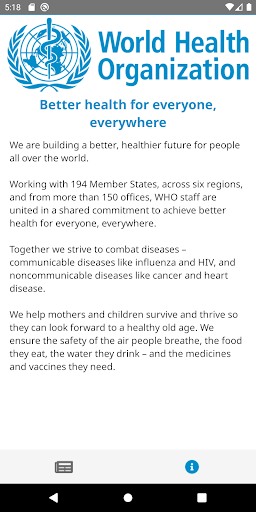 5:18
World Health
Organization
Better health for everyone,
everywhere
We are building a better, healthier future for people
all over the world.
Working with 194 Member States, across six regions,
and from more than 150 offices, WHO staff are
united in a shared commitment to achieve better
health for everyone, everywhere.
Together we strive to combat diseases –
communicable diseases like influenza and HIV, and
noncommunicable diseases like cancer and heart
disease.
We help mothers and children survive and thrive so
they can look forward to a healthy old age. We
ensure the safety of the air people breathe, the food
they eat, the water they drink – and the medicines
and vaccines they need.